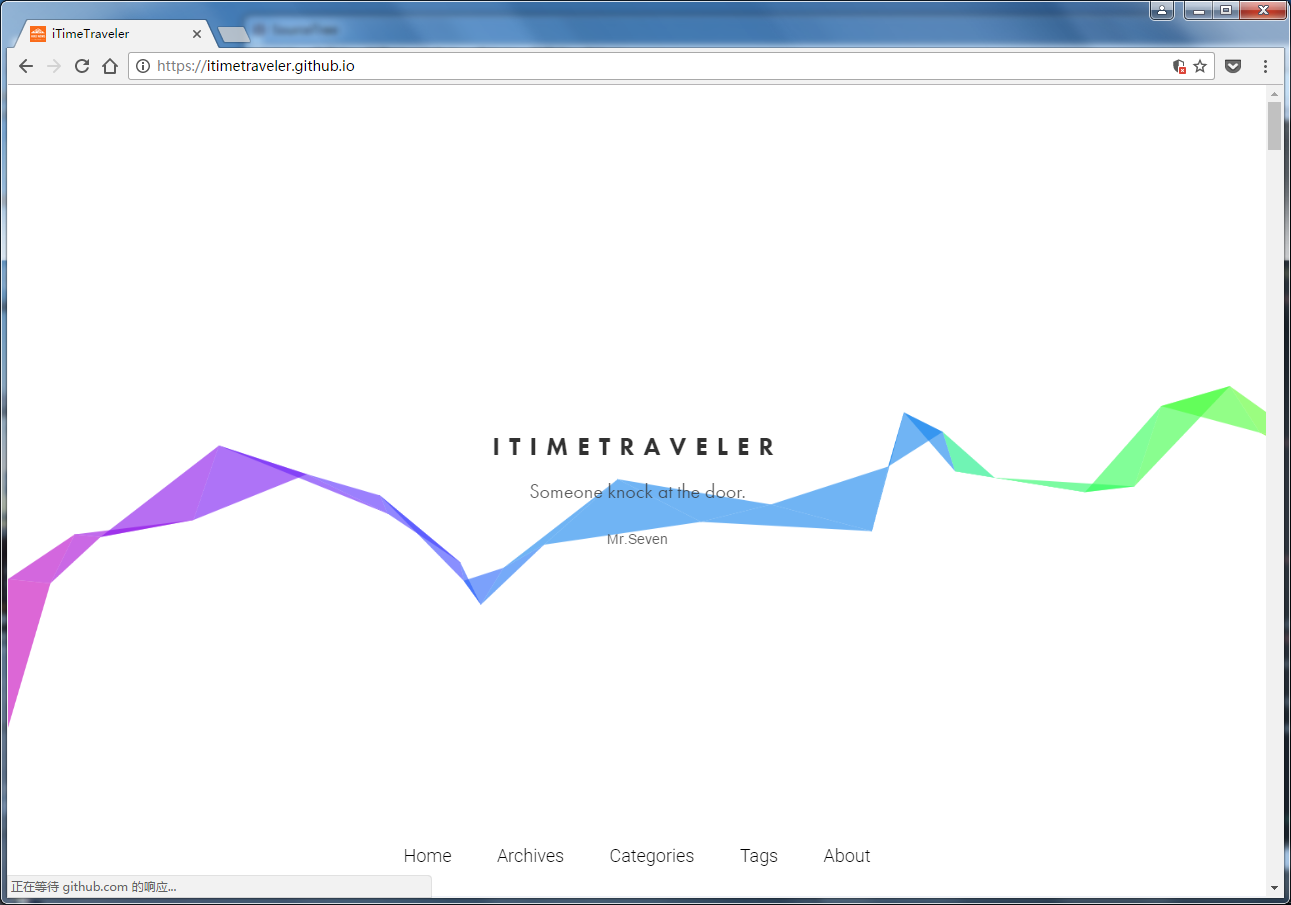 iTimeTraveler
https://itimetraveler.github.io
ITIMETRAVELER
Someone knock at the door.
Mr.Seven
Home Archives Categories Tags About
正在等待 github.com 的响应...